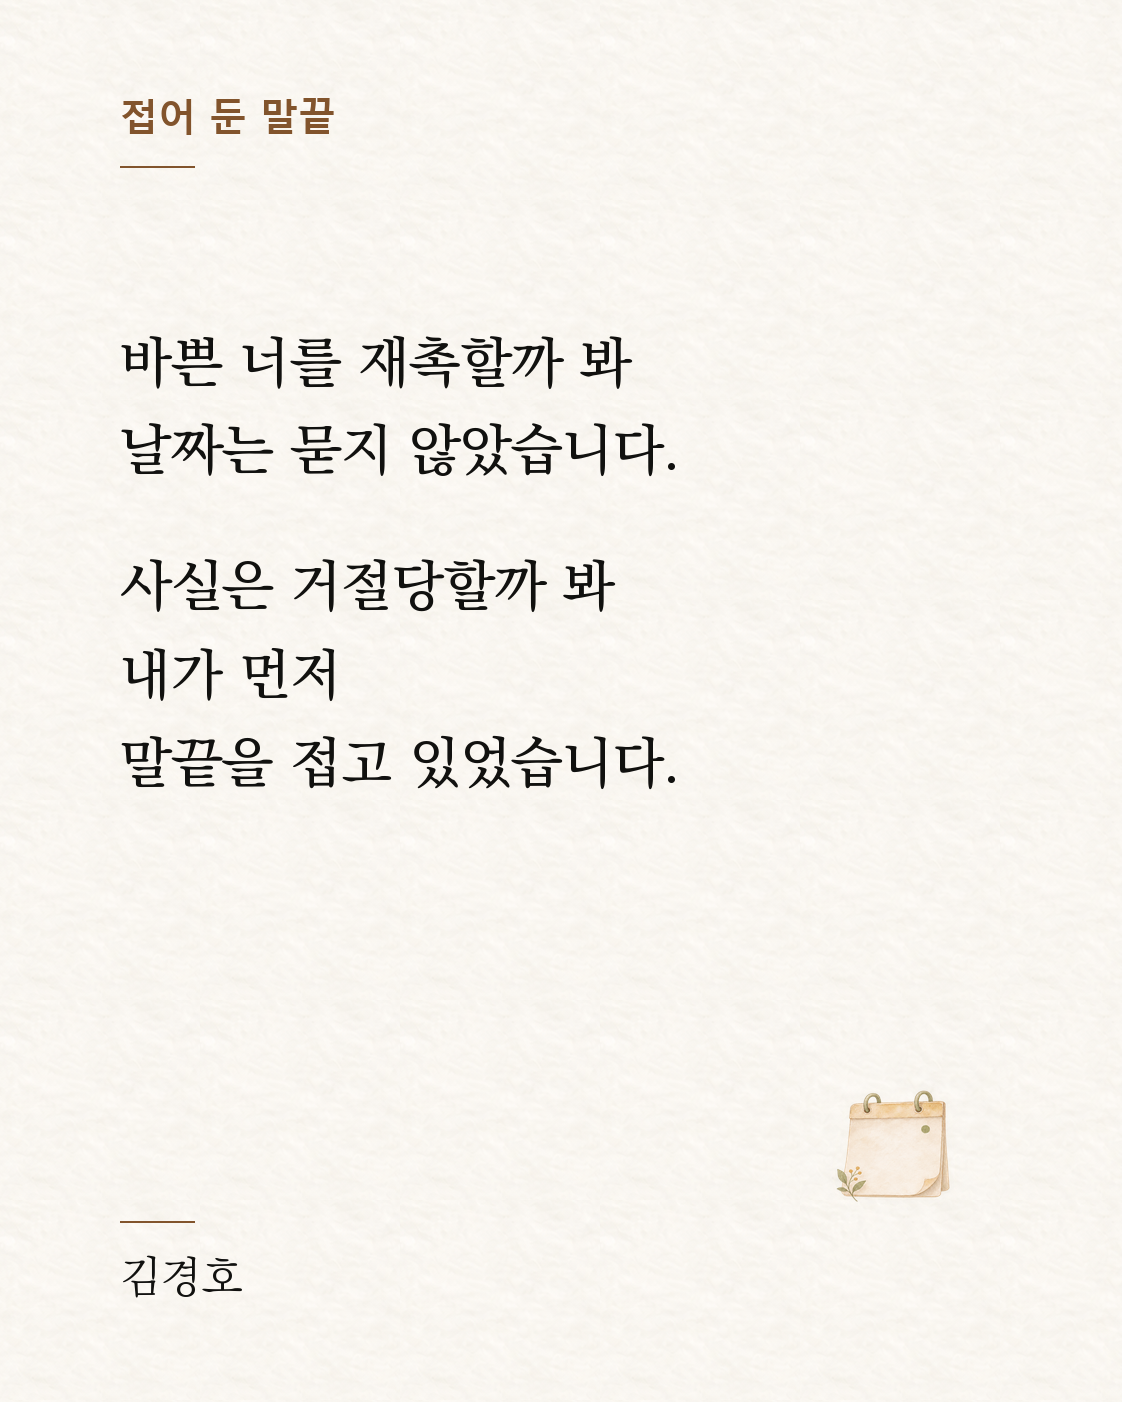 접어 둔 말끝
바쁜 너를 재촉할까 봐
날짜는 묻지 않았습니다.
사실은 거절당할까 봐
내가 먼저
말끝을 접고 있었습니다.
김경호